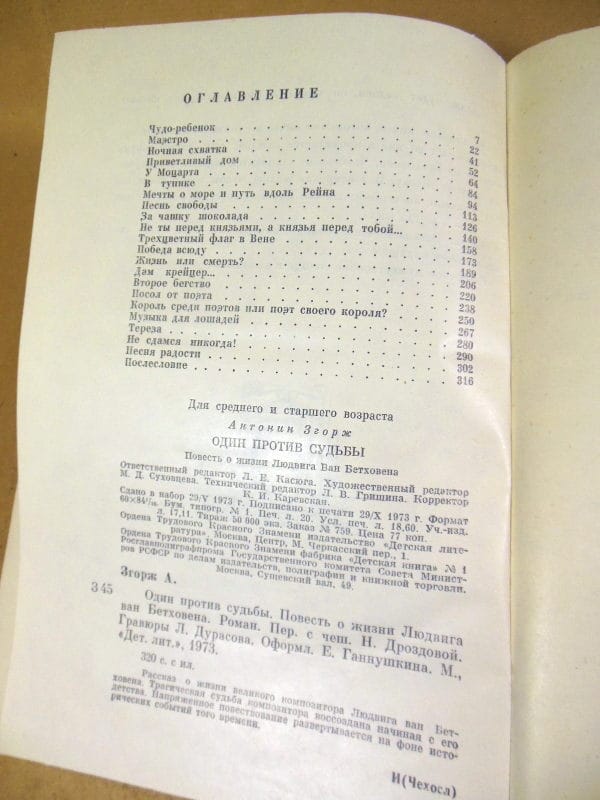 ОГЛАВЛЕНИЕ
Чудо-ребенок . . . . . . . . . . 7
Маэстро . . . . . . . . . . 22
Ночная схватка . . . . . . . . . . 41
Приветливый дом . . . . . . . . . . 52
У Моцарта . . . . . . . . . . 64
В тупике . . . . . . . . . . 84
Мечты о море и путь вдоль Рейна . . . . . . 94
Песнь свободы . . . . . . . . . . 113
За чашку шоколада . . . . . . . . . . 126
Не ты перед князьями, а князья перед тобой... . . . 140
Трехцветный флаг в Вене . . . . . . . . 158
Победа всюду . . . . . . . . . . 173
Жизнь или смерть? . . . . . . . . . . 189
Дам крейцер... . . . . . . . . . . 206
Второе бегство . . . . . . . . . . 220
Посол от поэта . . . . . . . . . . 238
Король среди поэтов или поэт своего короля? . . . . 250
Музыка для лошадей . . . . . . . . . . 267
Тереза . . . . . . . . . . 280
Не сдамся никогда! . . . . . . . . . . 290
Песня радости . . . . . . . . . . 302
Послесловие . . . . . . . . . . 316
Для среднего и старшего возраста
Антонин Згорж
ОДИН ПРОТИВ СУДЬБЫ
Повесть о жизни Людвига Ван Бетховена
Ответственный редактор Л. Е. Касюга. Художественный редактор
М. Д. Суховцева. Технический редактор Л. В. Гришина. Корректор
К. И. Каревская.
Сдано в набор 29/V 1973 г. Подписано к печати 29/X 1973 г. Формат
60×84¹/₁₆. Бум. типогр. № 1. Печ. л. 20. Усл. печ. л. 18,60. Уч.-изд.
л. 17,11. Тираж 50 000 экз. Заказ № 759. Цена 77 коп.
Ордена Трудового Красного Знамени издательство «Детская лите-
ратура», Москва, Центр, М. Черкасский пер., 1.
Ордена Трудового Красного Знамени фабрика «Детская книга» № 1
Росглавполиграфпрома Государственного комитета Совета Минист-
ров РСФСР по делам издательств, полиграфии и книжной торговли.
Москва, Сущевский вал, 49.
Згорж А.
З 45
Один против судьбы. Повесть о жизни Людвига
ван Бетховена. Роман. Пер. с чеш. Н. Дроздовой.
Гравюры Л. Дурасова. Оформл. Е. Ганнушкина. М.,
«Дет. лит.», 1973.
320 с. с ил.
Рассказ о жизни великого композитора Людвига ван Бет-
ховена. Трагическая судьба композитора воссоздана начиная с его
детства. Напряженное повествование развертывается на фоне исто-
рических событий того времени.
И(Чехосл)